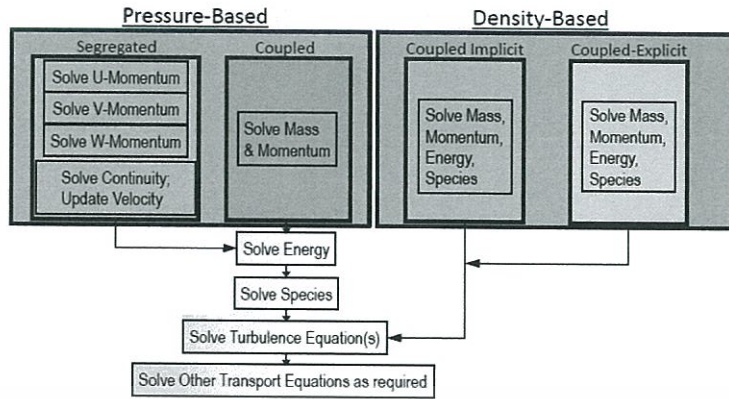 Pressure-Based
Density-Based
Segregated
Coupled
Coupled Implicit
Coupled-Explicit
Solve U-Momentum
Solve V-Momentum
Solve W-Momentum
Solve Continuity;
Update Velocity
Solve Mass
& Momentum
Solve Mass,
Momentum,
Energy,
Species
Solve Mass,
Momentum,
Energy,
Species
Solve Energy
Solve Species
Solve Turbulence Equation(s)
Solve Other Transport Equations as required